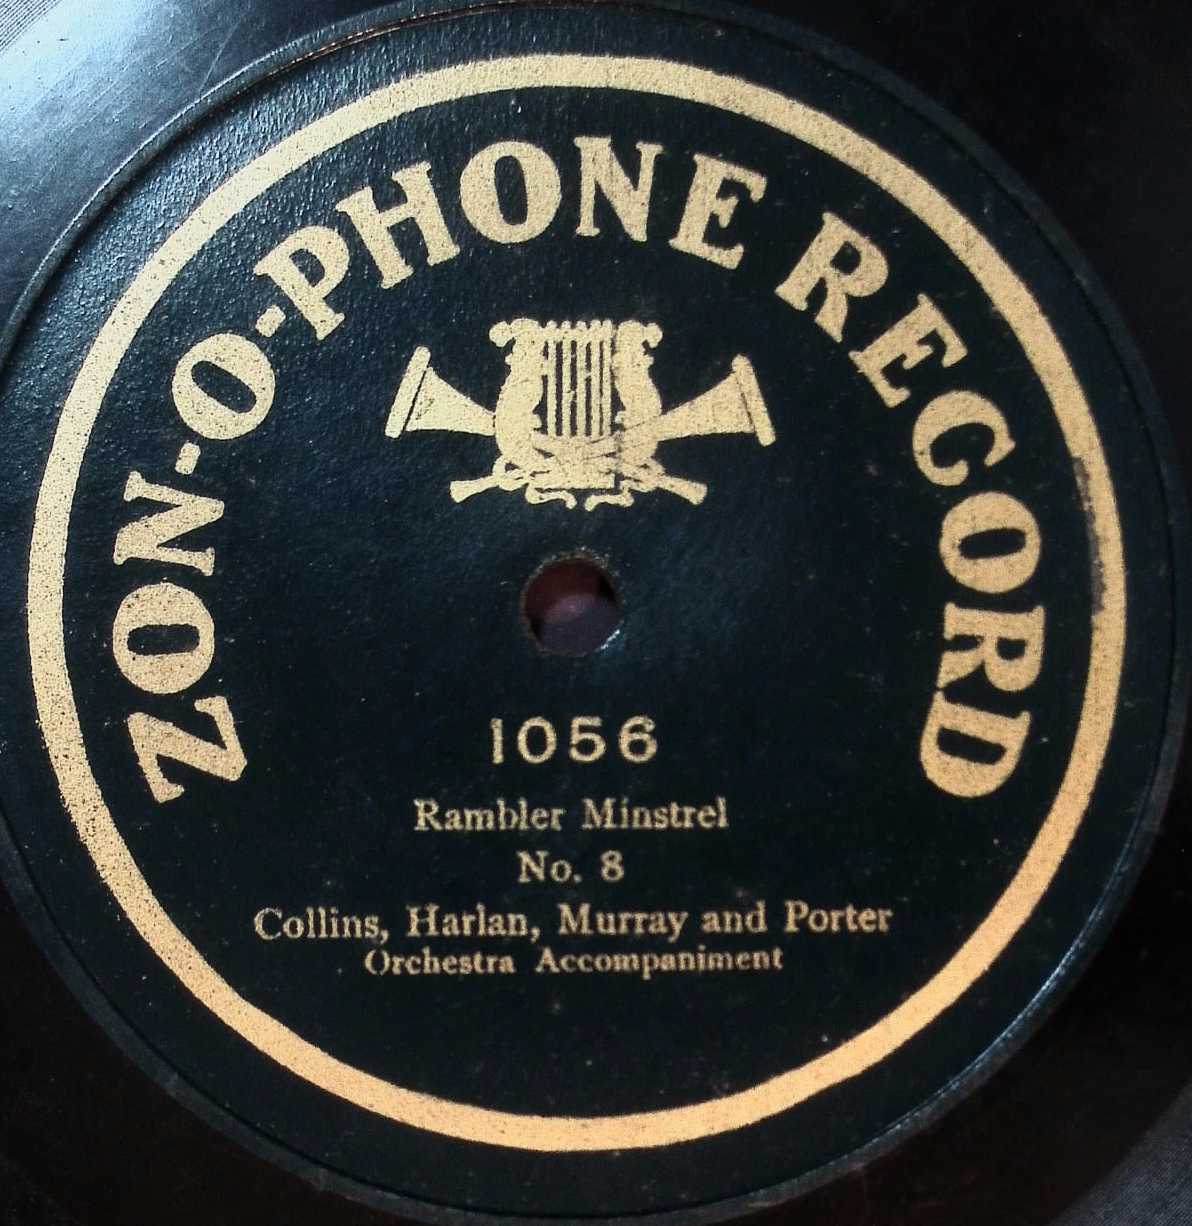 ZON-O-PHONE RECORD
1056
Rambler Minstrel
No. 8
Collins, Harlan, Murray and Porter
Orchestra Accompaniment